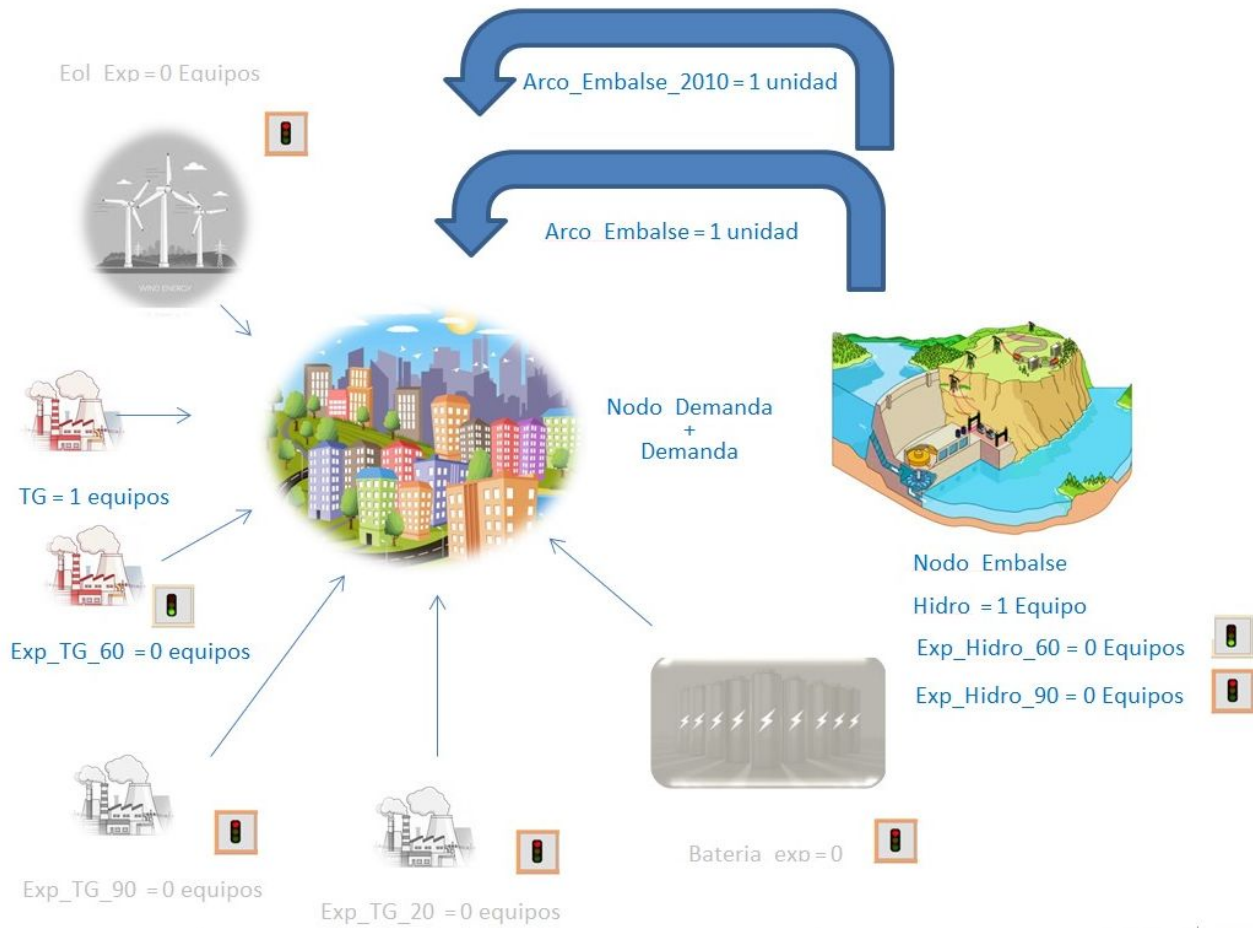 Eol Exp = 0 Equipos
Arco_Embalse_2010 = 1 unidad
Arco Embalse = 1 unidad
WIND ENERGY
Nodo Demanda
+
Demanda
TG = 1 equipos
Exp_TG_60 = 0 equipos
Nodo Embalse
Hidro = 1 Equipo
Exp_Hidro_60 = 0 Equipos
Exp_Hidro_90 = 0 Equipos
Exp_TG_90 = 0 equipos
Exp_TG_20 = 0 equipos
Bateria exp = 0